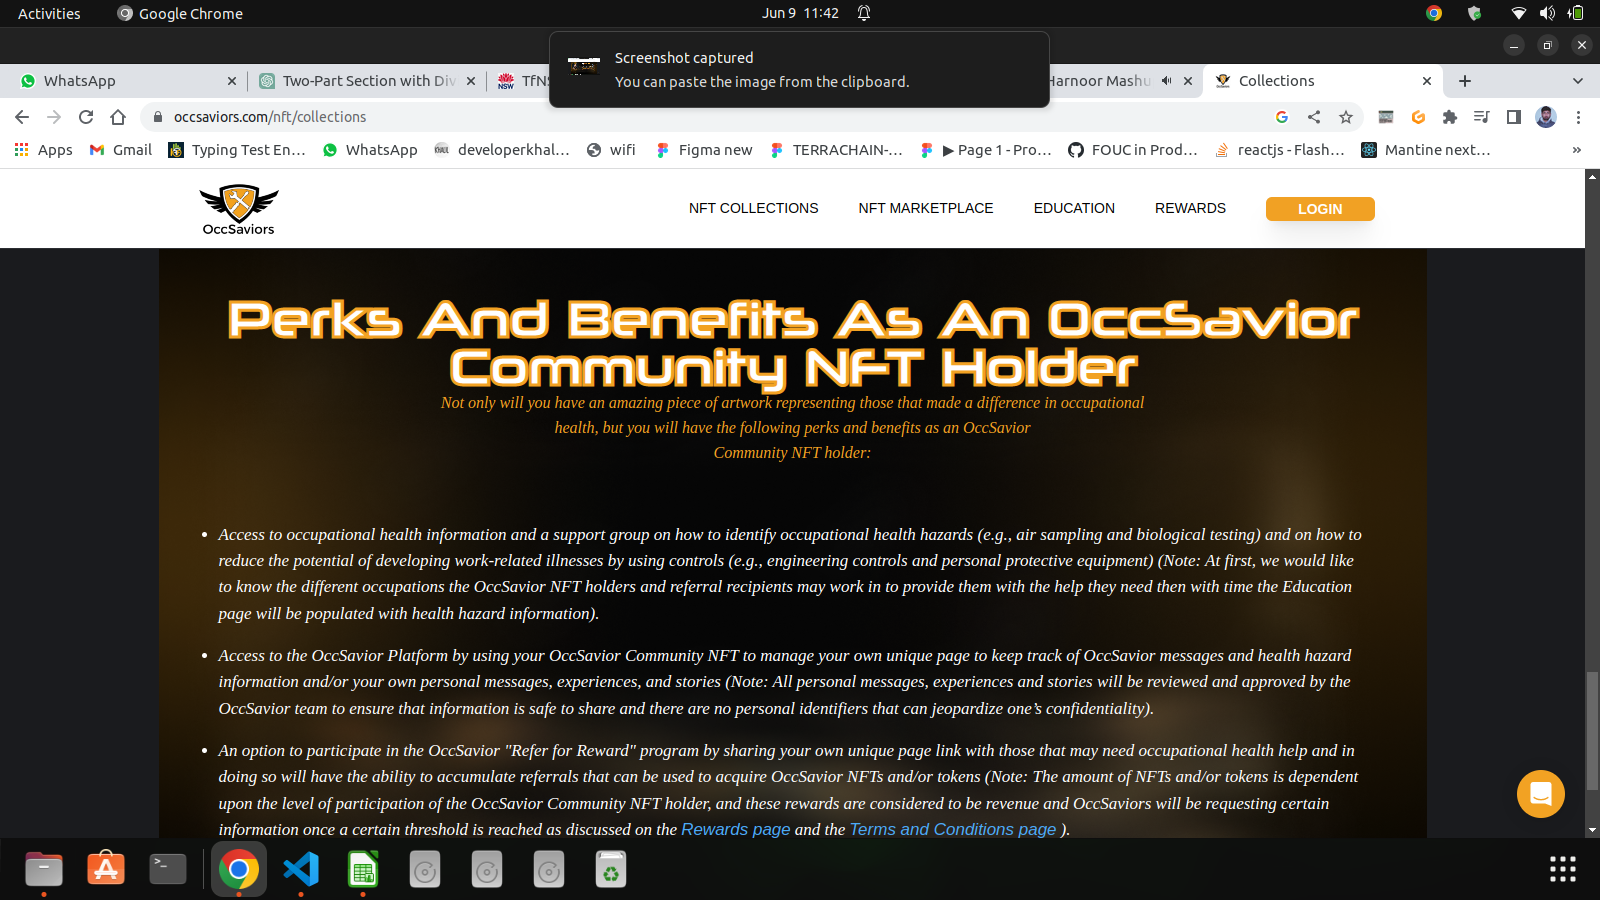 Activities
Google Chrome
Jun 9 11:42
Screenshot captured
You can paste the image from the clipboard.
WhatsApp
Two-Part Section with Div
TfNS
Harnoor Mashu
Collections
occsaviors.com/nft/collections
Apps
Gmail
Typing Test En...
WhatsApp
developerkhal...
wifi
Figma new
TERRACHAIN-...
▶ Page 1 - Pro...
FOUC in Prod...
reactjs - Flash...
Mantine next...
»
OccSaviors
NFT COLLECTIONS
NFT MARKETPLACE
EDUCATION
REWARDS
LOGIN
Perks And Benefits As An OccSavior
Community NFT Holder
Not only will you have an amazing piece of artwork representing those that made a difference in occupational
health, but you will have the following perks and benefits as an OccSavior
Community NFT holder:
• Access to occupational health information and a support group on how to identify occupational health hazards (e.g., air sampling and biological testing) and on how to
reduce the potential of developing work-related illnesses by using controls (e.g., engineering controls and personal protective equipment) (Note: At first, we would like
to know the different occupations the OccSavior NFT holders and referral recipients may work in to provide them with the help they need then with time the Education
page will be populated with health hazard information).
• Access to the OccSavior Platform by using your OccSavior Community NFT to manage your own unique page to keep track of OccSavior messages and health hazard
information and/or your own personal messages, experiences, and stories (Note: All personal messages, experiences and stories will be reviewed and approved by the
OccSavior team to ensure that information is safe to share and there are no personal identifiers that can jeopardize one’s confidentiality).
• An option to participate in the OccSavior "Refer for Reward" program by sharing your own unique page link with those that may need occupational health help and in
doing so will have the ability to accumulate referrals that can be used to acquire OccSavior NFTs and/or tokens (Note: The amount of NFTs and/or tokens is dependent
upon the level of participation of the OccSavior Community NFT holder, and these rewards are considered to be revenue and OccSaviors will be requesting certain
information once a certain threshold is reached as discussed on the Rewards page and the Terms and Conditions page ).